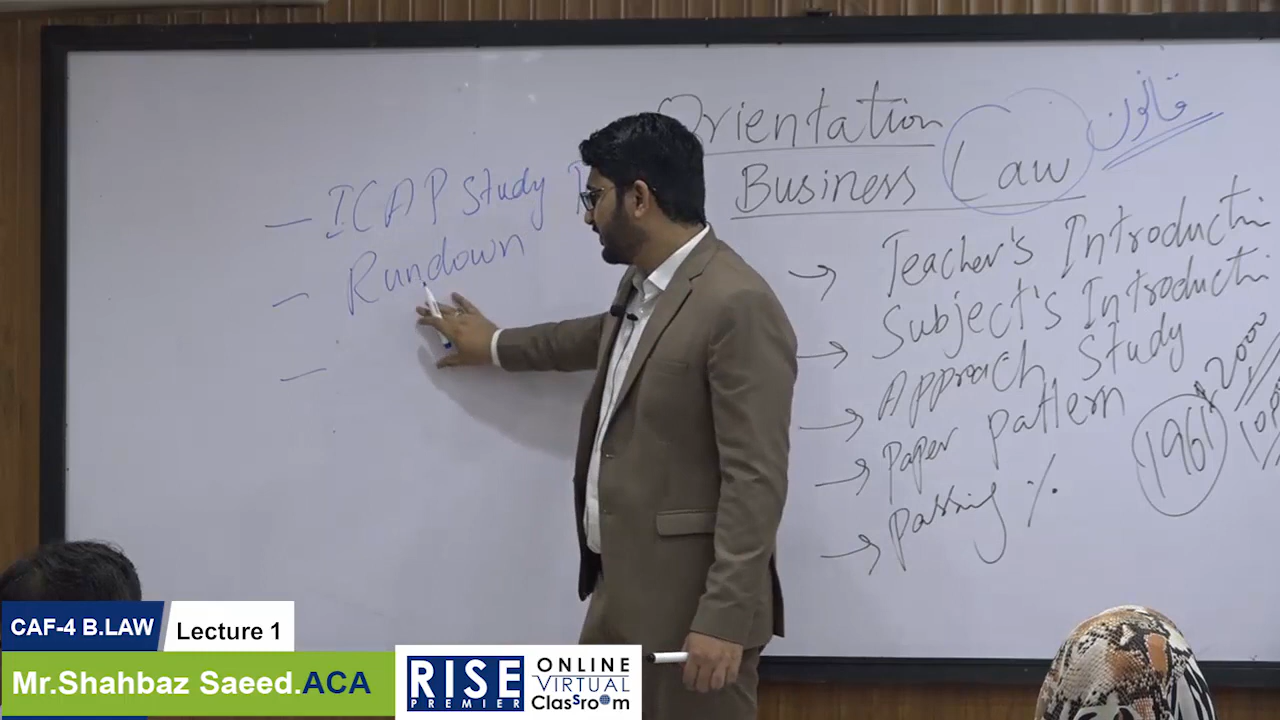 Orientation
Business Law قانون
– ICAP Study
– Rundown
–
→ Teacher's Introducti
→ Subject's Introducti
→ Approach Study
→ Paper pattern
→ Passing %
1961
2000
CAF-4 B.LAW
Lecture 1
Mr.Shahbaz Saeed.ACA
RISE
PREMIER
ONLINE
VIRTUAL
Classroom